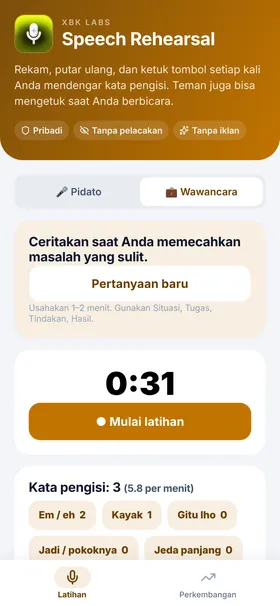 XBK LABS
Speech Rehearsal
Rekam, putar ulang, dan ketuk tombol setiap kali
Anda mendengar kata pengisi. Teman juga bisa
mengetuk saat Anda berbicara.
Pribadi
Tanpa pelacakan
Tanpa iklan
🎤 Pidato
💼 Wawancara
Ceritakan saat Anda memecahkan
masalah yang sulit.
Pertanyaan baru
Usahakan 1–2 menit. Gunakan Situasi, Tugas,
Tindakan, Hasil.
0:31
● Mulai latihan
Kata pengisi: 3 (5.8 per menit)
Em / eh 2
Kayak 1
Gitu lho 0
Jadi / pokoknya 0
Jeda panjang 0
Latihan
Perkembangan